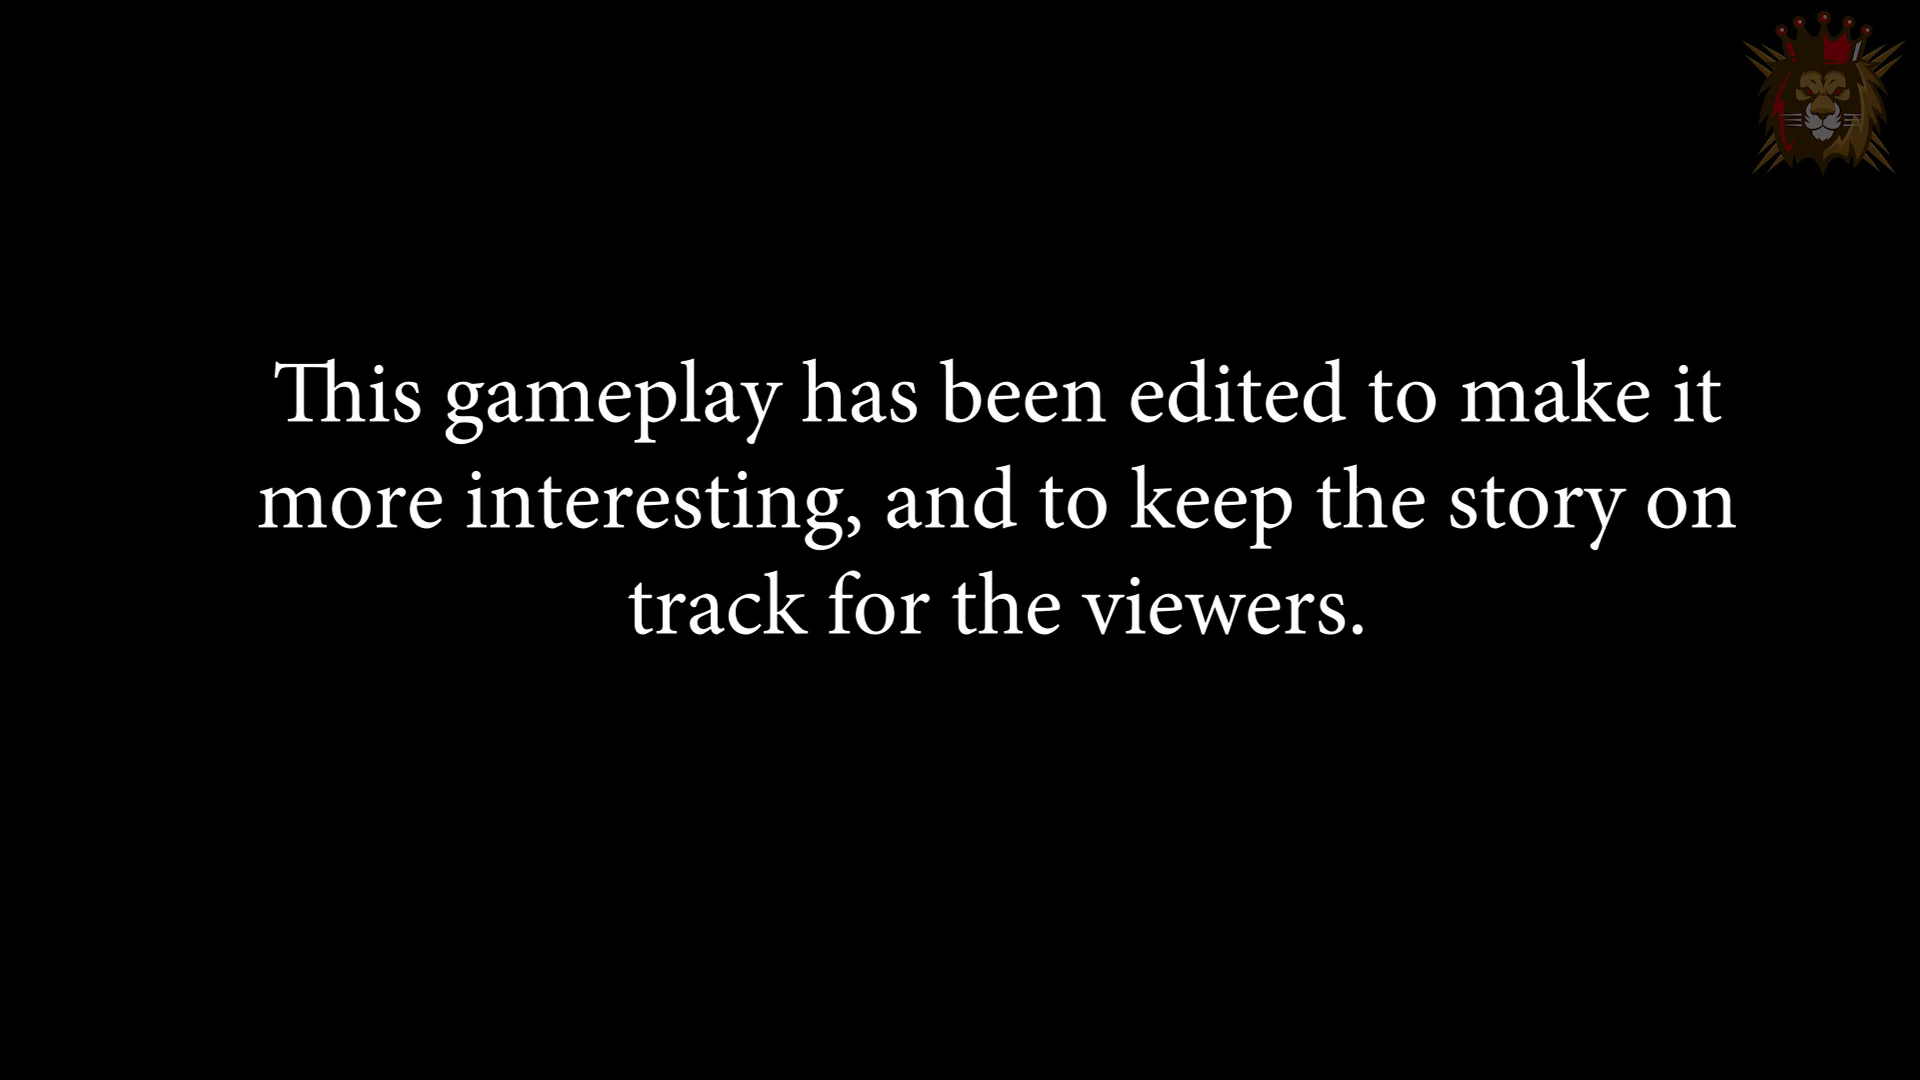 This gameplay has been edited to make it
more interesting, and to keep the story on
track for the viewers.